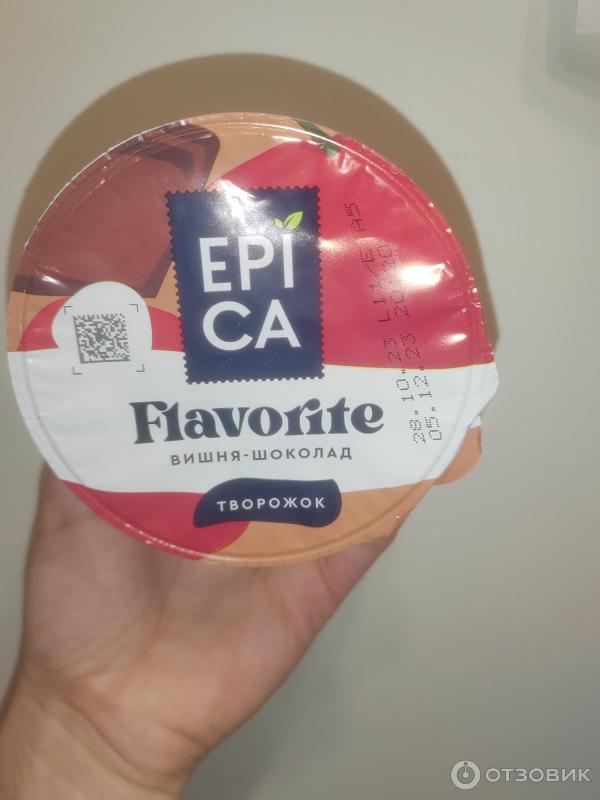 EPI
CA
Flavorite
ВИШНЯ-ШОКОЛАД
ТВОРОЖОК
28.10.23
05.12.23
ОТЗОВИК